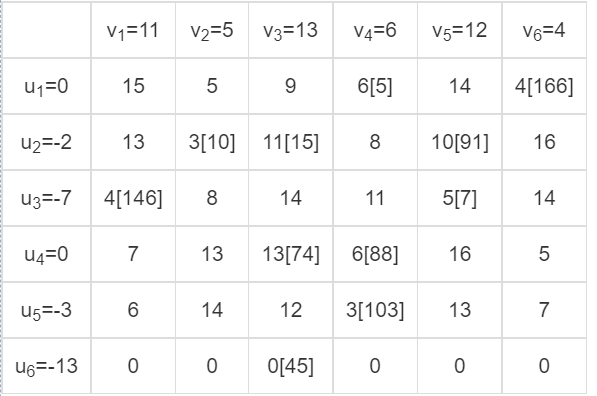 v₁=11 v₂=5 v₃=13 v₄=6 v₅=12 v₆=4
u₁=0 15 5 9 6[5] 14 4[166]
u₂=-2 13 3[10] 11[15] 8 10[91] 16
u₃=-7 4[146] 8 14 11 5[7] 14
u₄=0 7 13 13[74] 6[88] 16 5
u₅=-3 6 14 12 3[103] 13 7
u₆=-13 0 0 0[45] 0 0 0